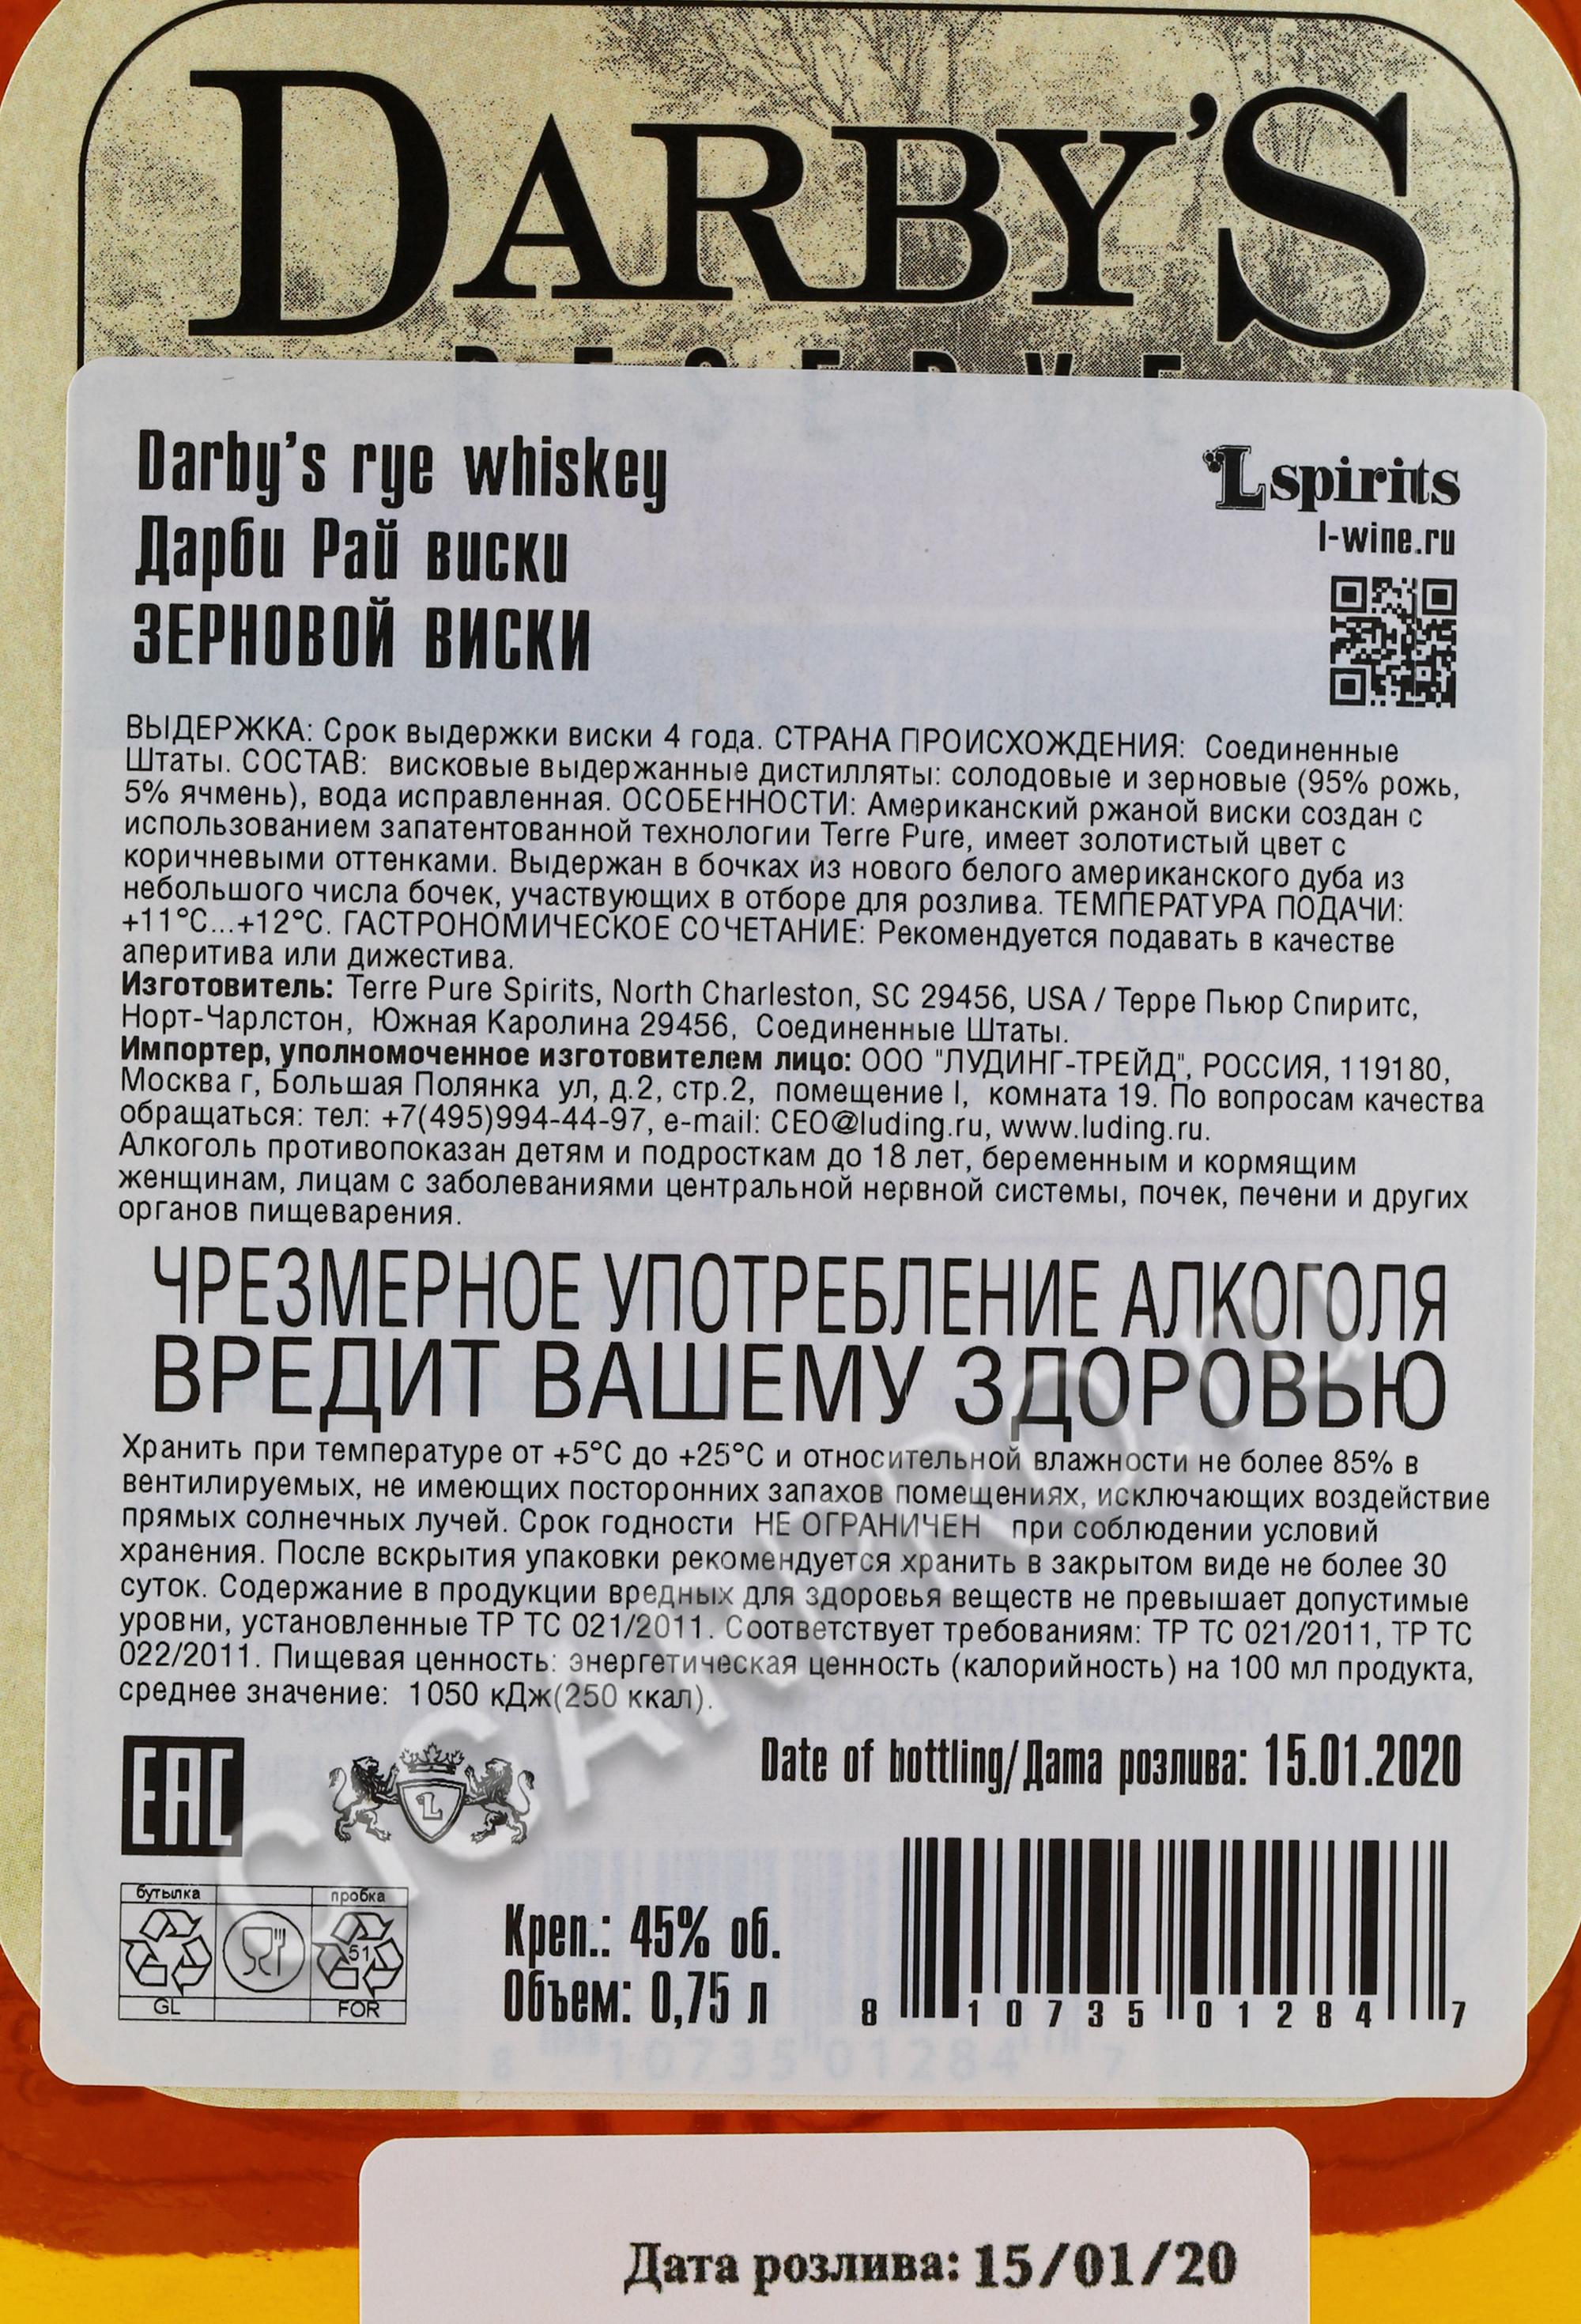 DARBY'S
RESERVE
Darby's rye whiskey
Дарби Рай виски
ЗЕРНОВОЙ ВИСКИ
L spirits
l-wine.ru
ВЫДЕРЖКА: Срок выдержки виски 4 года. СТРАНА ПРОИСХОЖДЕНИЯ: Соединенные
Штаты. СОСТАВ: висковые выдержанные дистилляты: солодовые и зерновые (95% рожь,
5% ячмень), вода исправленная. ОСОБЕННОСТИ: Американский ржаной виски создан с
использованием запатентованной технологии Terre Pure, имеет золотистый цвет с
коричневыми оттенками. Выдержан в бочках из нового белого американского дуба из
небольшого числа бочек, участвующих в отборе для розлива. ТЕМПЕРАТУРА ПОДАЧИ:
+11°С...+12°С. ГАСТРОНОМИЧЕСКОЕ СОЧЕТАНИЕ: Рекомендуется подавать в качестве
аперитива или дижестива.
Изготовитель: Terre Pure Spirits, North Charleston, SC 29456, USA / Терре Пьюр Спиритс,
Норт-Чарлстон, Южная Каролина 29456, Соединенные Штаты.
Импортер, уполномоченное изготовителем лицо: ООО "ЛУДИНГ-ТРЕЙД", РОССИЯ, 119180,
Москва г, Большая Полянка ул, д.2, стр.2, помещение I, комната 19. По вопросам качества
обращаться: тел: +7(495)994-44-97, e-mail: CEO@luding.ru, www.luding.ru.
Алкоголь противопоказан детям и подросткам до 18 лет, беременным и кормящим
женщинам, лицам с заболеваниями центральной нервной системы, почек, печени и других
органов пищеварения.
ЧРЕЗМЕРНОЕ УПОТРЕБЛЕНИЕ АЛКОГОЛЯ
ВРЕДИТ ВАШЕМУ ЗДОРОВЬЮ
Хранить при температуре от +5°С до +25°С и относительной влажности не более 85% в
вентилируемых, не имеющих посторонних запахов помещениях, исключающих воздействие
прямых солнечных лучей. Срок годности НЕ ОГРАНИЧЕН при соблюдении условий
хранения. После вскрытия упаковки рекомендуется хранить в закрытом виде не более 30
суток. Содержание в продукции вредных для здоровья веществ не превышает допустимые
уровни, установленные ТР ТС 021/2011. Соответствует требованиям: ТР ТС 021/2011, ТР ТС
022/2011. Пищевая ценность: энергетическая ценность (калорийность) на 100 мл продукта,
среднее значение: 1050 кДж(250 ккал).
EAC
L
Date of bottling/Дата розлива: 15.01.2020
бутылка пробка
51
GL FOR
Креп.: 45% об.
Объем: 0,75 л
8 10735 01284 7
8 10735 01284 7
Дата розлива: 15/01/20